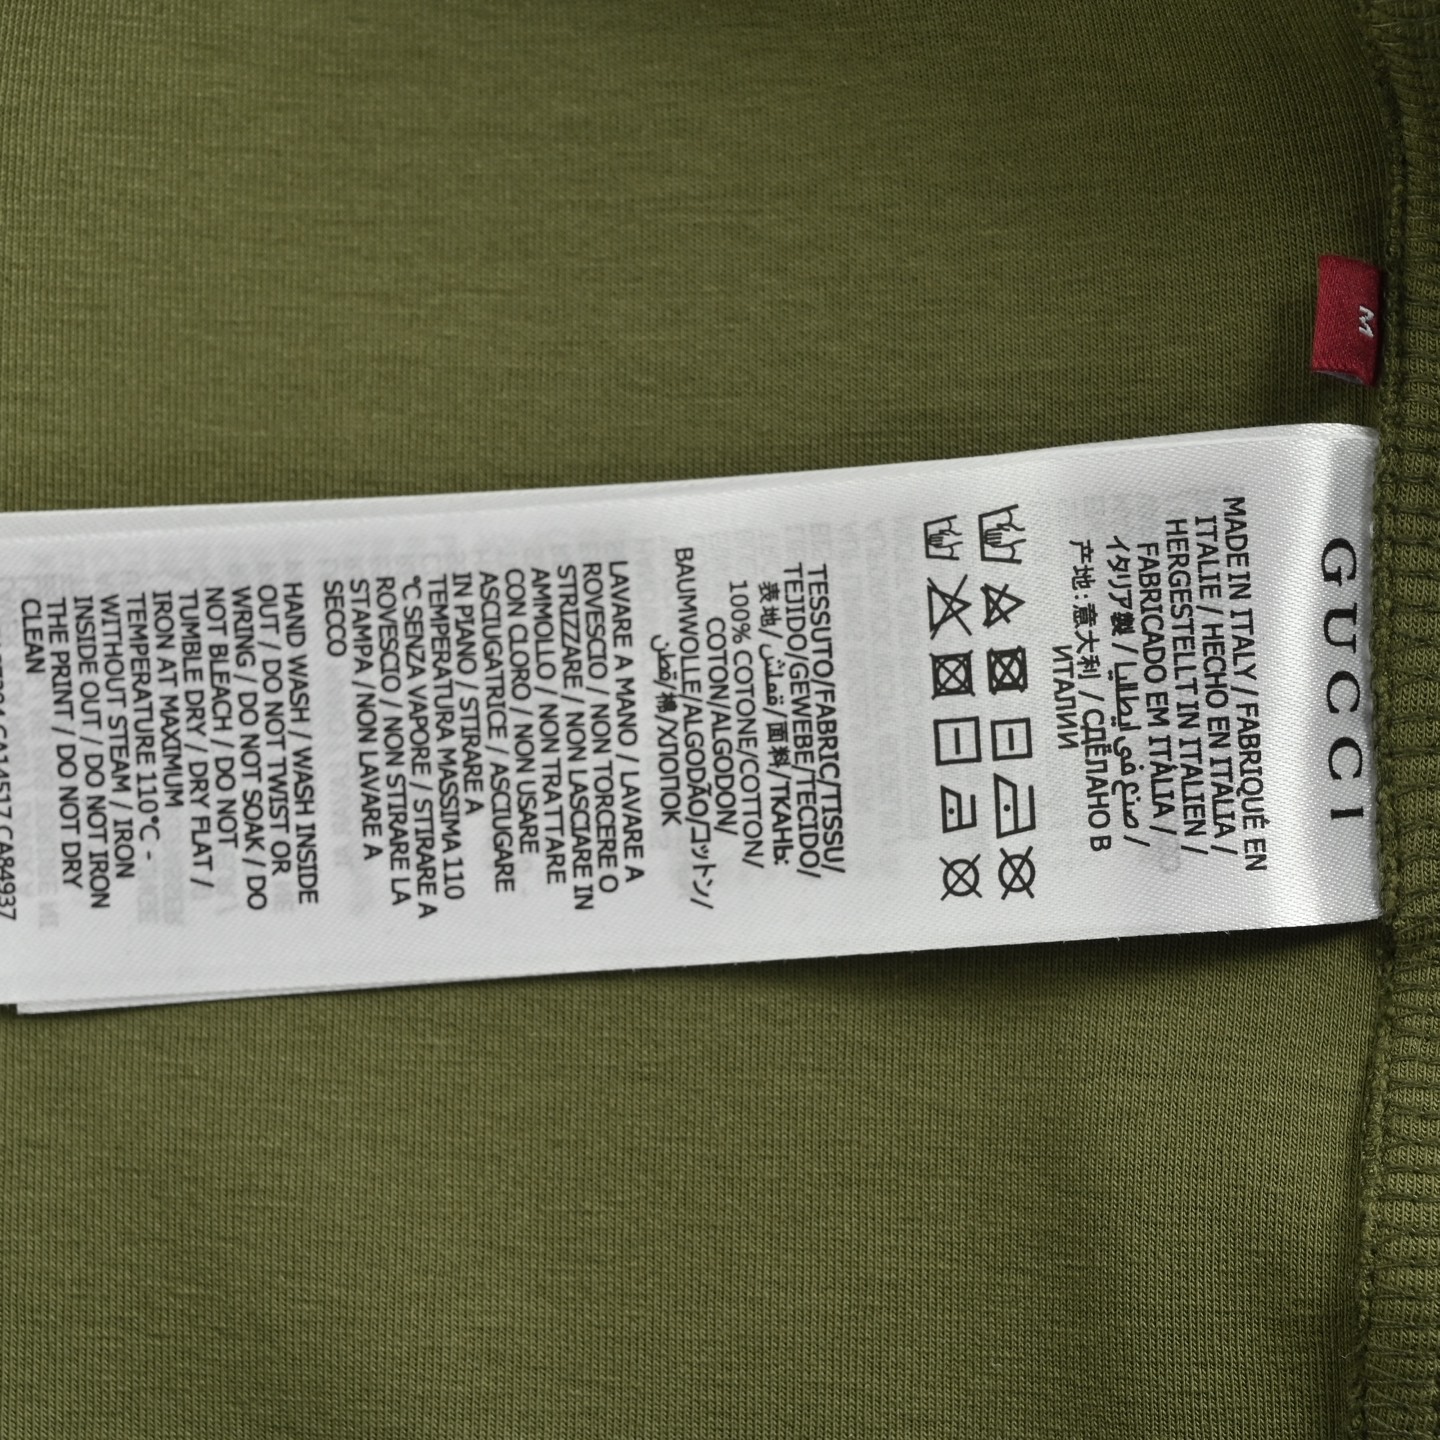 M
GUCCI
MADE IN ITALY / FABRIQUÉ EN
ITALIE / HECHO EN ITALIA /
HERGESTELLT IN ITALIEN /
FABRICADO EM ITÁLIA /
イタリア製 / صنع في إيطاليا /
产地:意大利 / СДЕЛАНО В
ИТАЛИИ
TESSUTO/FABRIC/TISSU/
TEJIDO/GEWEBE/TECIDO/
表地/قماش/面料/ТКАНЬ:
100% COTONE/COTTON/
COTON/ALGODON/
BAUMWOLLE/ALGODÃO/コットン/
قطن/棉/ХЛОПОК
LAVARE A MANO / LAVARE A
ROVESCIO / NON TORCERE O
STRIZZARE / NON LASCIARE IN
AMMOLLO / NON TRATTARE
CON CLORO / NON USARE
ASCIUGATRICE / ASCIUGARE
IN PIANO / STIRARE A
TEMPERATURA MASSIMA 110
°C SENZA VAPORE / STIRARE A
ROVESCIO / NON STIRARE LA
STAMPA / NON LAVARE A
SECCO
HAND WASH / WASH INSIDE
OUT / DO NOT TWIST OR
WRING / DO NOT SOAK / DO
NOT BLEACH / DO NOT
TUMBLE DRY / DRY FLAT /
IRON AT MAXIMUM
TEMPERATURE 110°C -
WITHOUT STEAM / IRON
INSIDE OUT / DO NOT IRON
THE PRINT / DO NOT DRY
CLEAN
CA84937